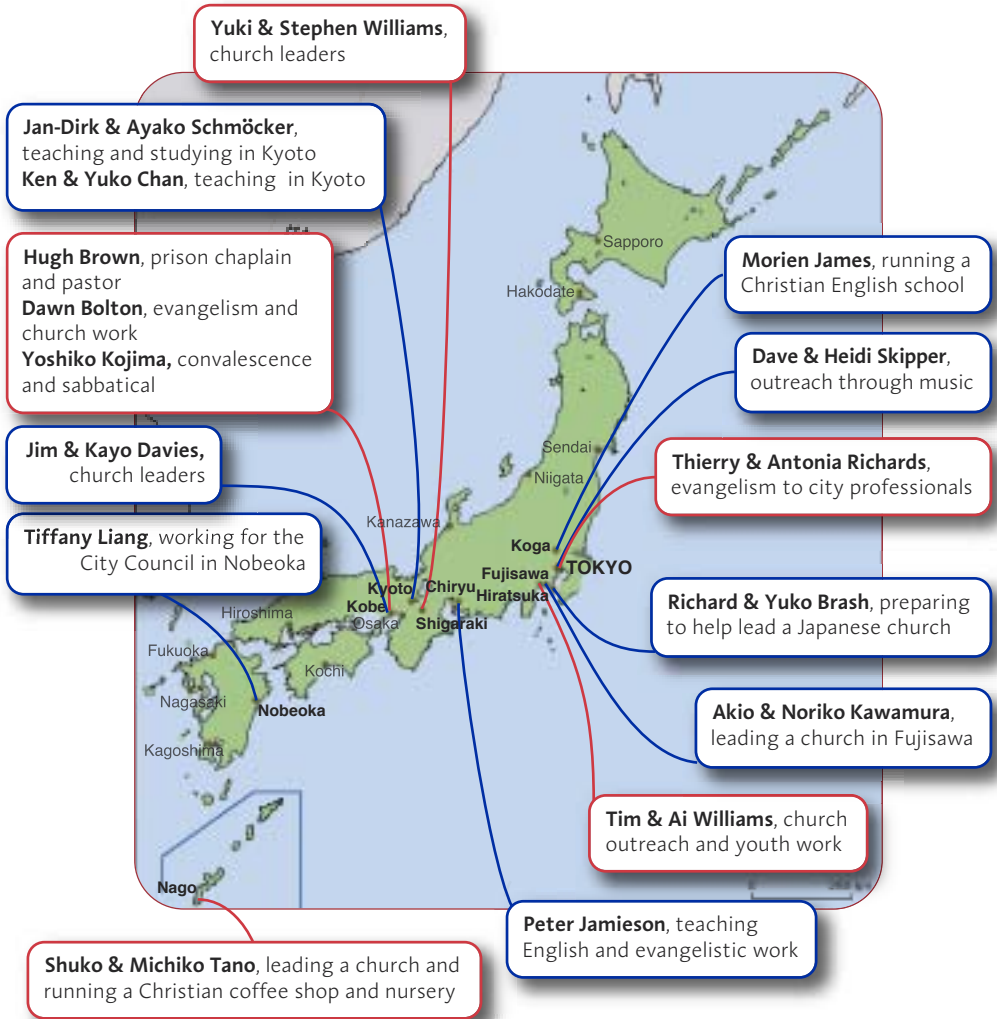 Yuki & Stephen Williams,
church leaders
Jan-Dirk & Ayako Schmöcker,
teaching and studying in Kyoto
Ken & Yuko Chan, teaching in Kyoto
Hugh Brown, prison chaplain
and pastor
Dawn Bolton, evangelism and
church work
Yoshiko Kojima, convalescence
and sabbatical
Jim & Kayo Davies,
church leaders
Tiffany Liang, working for the
City Council in Nobeoka
Morien James, running a
Christian English school
Dave & Heidi Skipper,
outreach through music
Thierry & Antonia Richards,
evangelism to city professionals
Richard & Yuko Brash, preparing
to help lead a Japanese church
Akio & Noriko Kawamura,
leading a church in Fujisawa
Tim & Ai Williams, church
outreach and youth work
Peter Jamieson, teaching
English and evangelistic work
Shuko & Michiko Tano, leading a church and
running a Christian coffee shop and nursery
Sapporo
Hakodate
Sendai
Niigata
Kanazawa
Koga
TOKYO
Fujisawa
Hiratsuka
Kyoto
Chiryu
Kobe
Osaka
Shigaraki
Hiroshima
Fukuoka
Kochi
Nagasaki
Nobeoka
Kagoshima
Nago
0